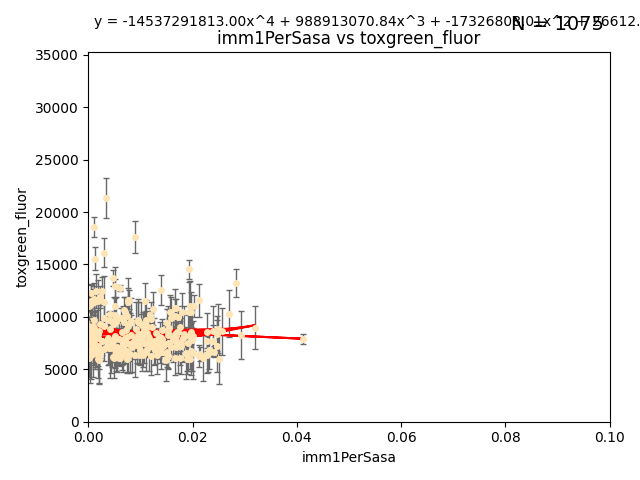 y = -14537291813.00x^4 + 988913070.84x^3 +
N = 1075
imm1PerSasa vs toxgreen_fluor
35000
30000
25000
20000
15000
10000
5000
0
toxgreen_fluor
0.00 0.02 0.04 0.06 0.08 0.10
imm1PerSasa